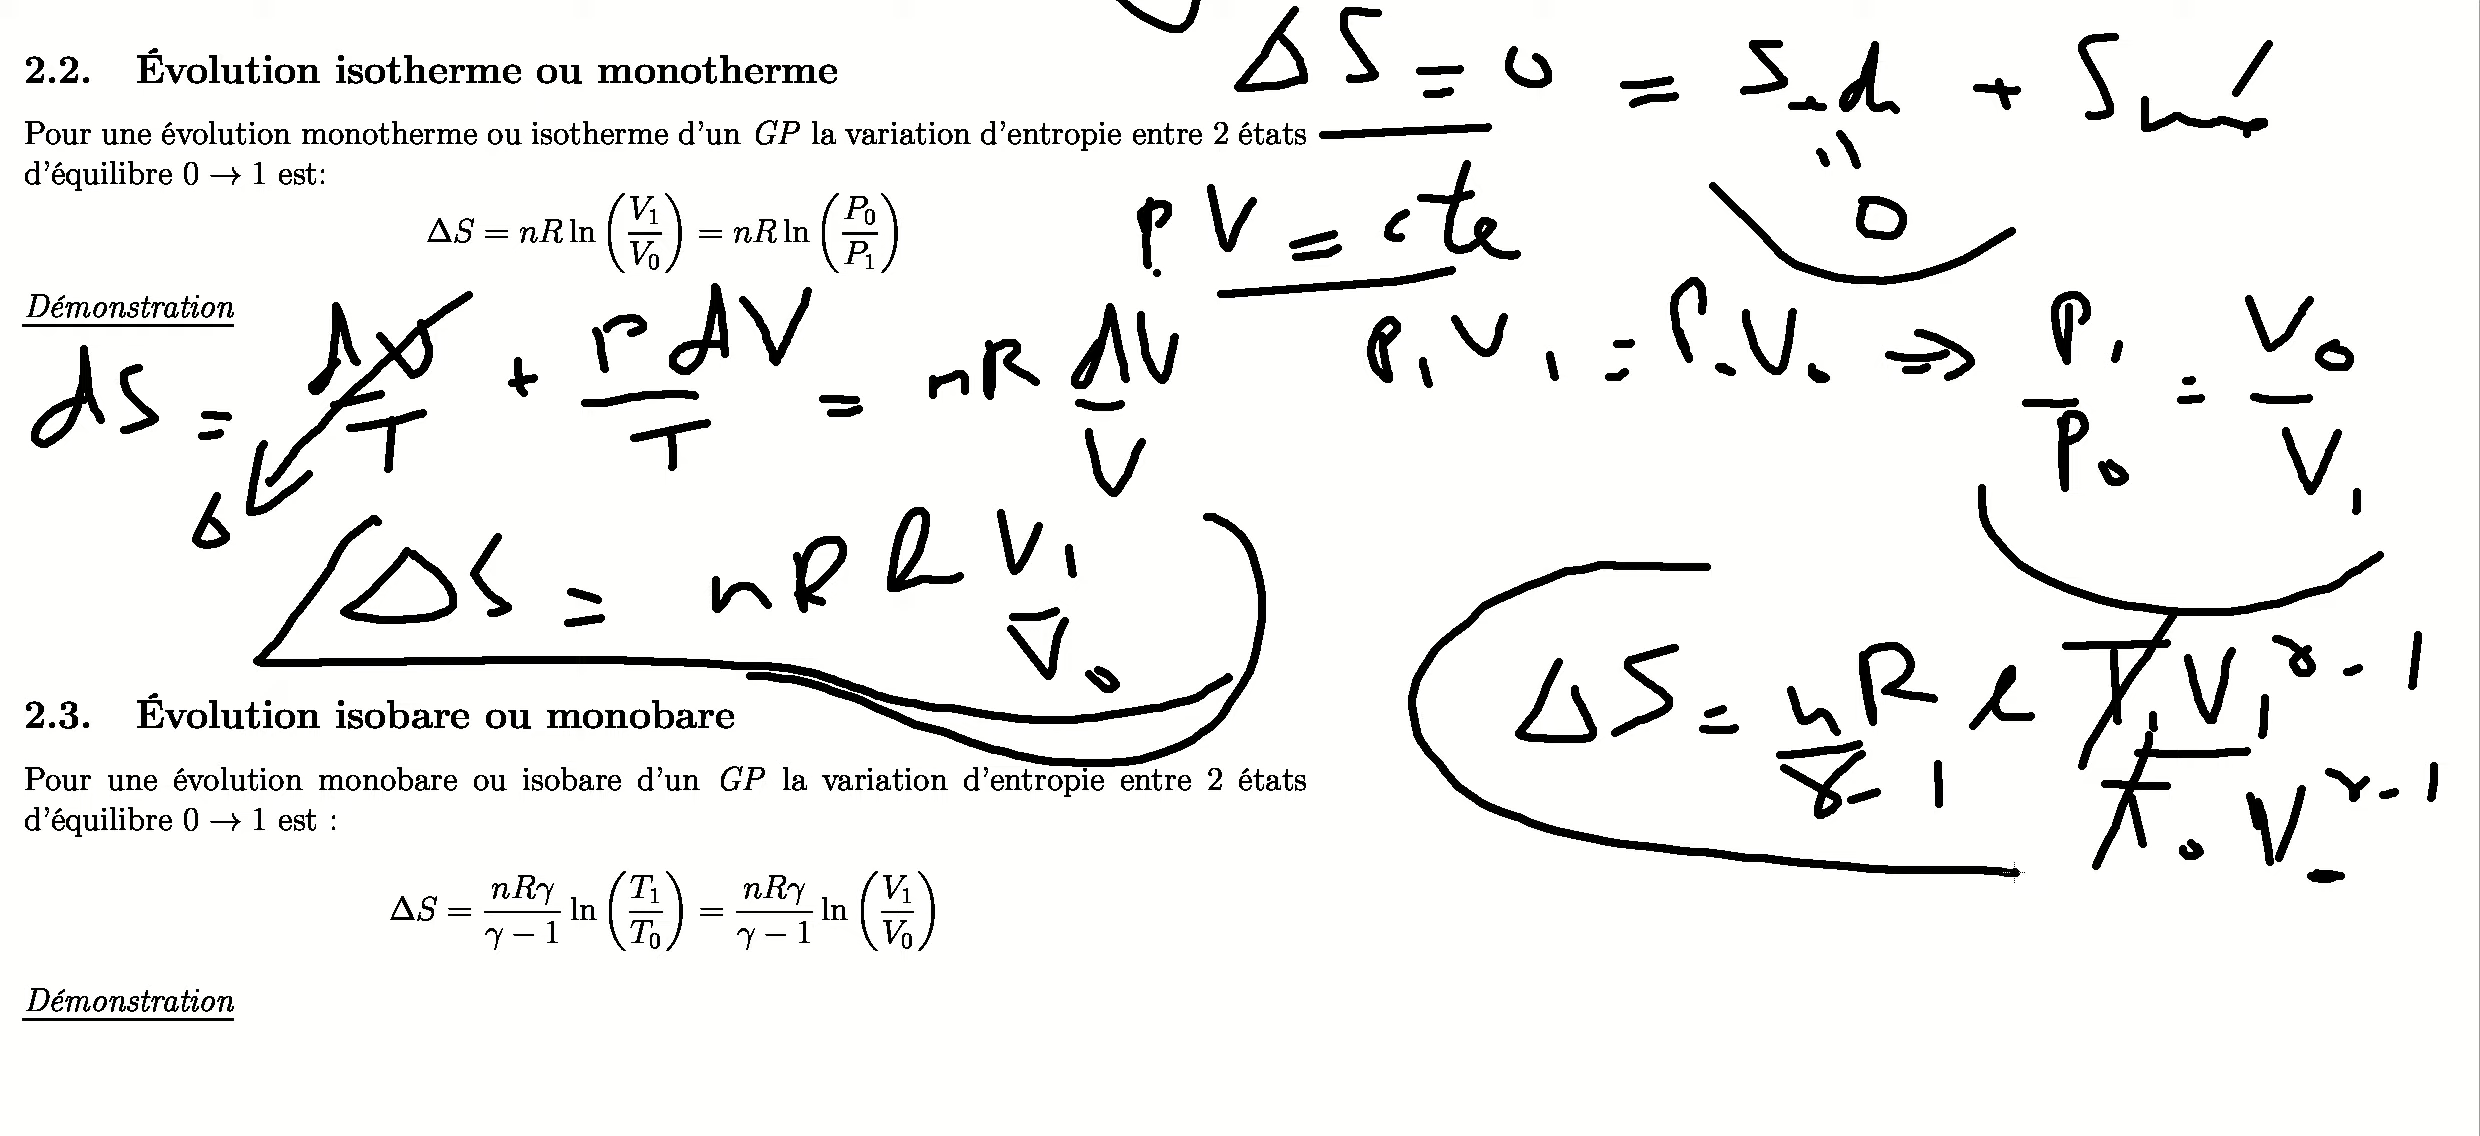 ΔS = 0 = S_éch + S_créé
2.2. Évolution isotherme ou monotherme
Pour une évolution monotherme ou isotherme d'un GP la variation d'entropie entre 2 états
d'équilibre 0 → 1 est:
" 0
ΔS = nR ln (V₁/V₀) = nR ln (P₀/P₁)
PV = cte
Démonstration
dS = dU/T + PdV/T = nR dV/V
P₁V₁ = P₀V₀ ⇒ P₁/P₀ = V₀/V₁
0
ΔS = nR ln V₁/V₀
ΔS = nR/(γ-1) ln T₁V₁^(γ-1)/T₀V₀^(γ-1)
2.3. Évolution isobare ou monobare
Pour une évolution monobare ou isobare d'un GP la variation d'entropie entre 2 états
d'équilibre 0 → 1 est :
ΔS = nRγ/(γ − 1) ln (T₁/T₀) = nRγ/(γ − 1) ln (V₁/V₀)
Démonstration